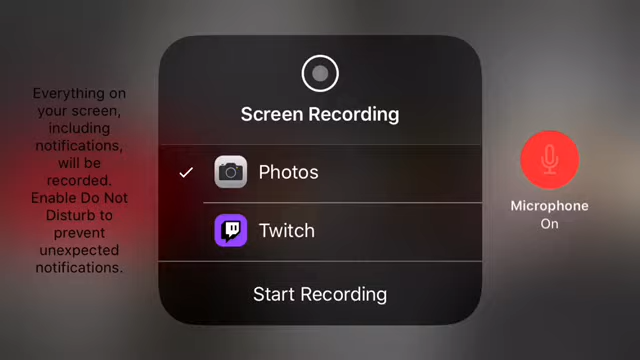 Everything on
your screen,
including
notifications,
will be
recorded.
Enable Do Not
Disturb to
prevent
unexpected
notifications.
Screen Recording
Photos
Twitch
Start Recording
Microphone
On